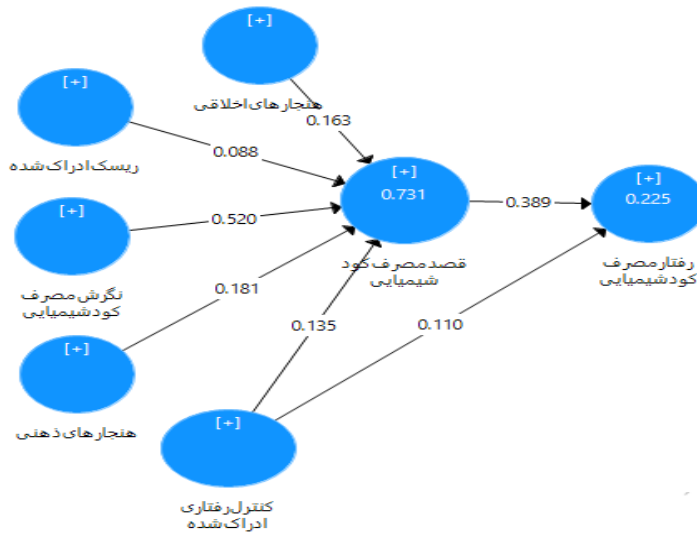 [+]
هنجارهای اخلاقی
0.163
[+]
ریسک ادراک شده
0.088
[+]
0.731
قصد مصرف کود
شیمیایی
0.389
[+]
0.225
رفتار مصرف
کود شیمیایی
[+]
نگرش مصرف
کود شیمیایی
0.520
0.181
[+]
هنجارهای ذهنی
0.135
0.110
[+]
کنترل رفتاری
ادراک شده